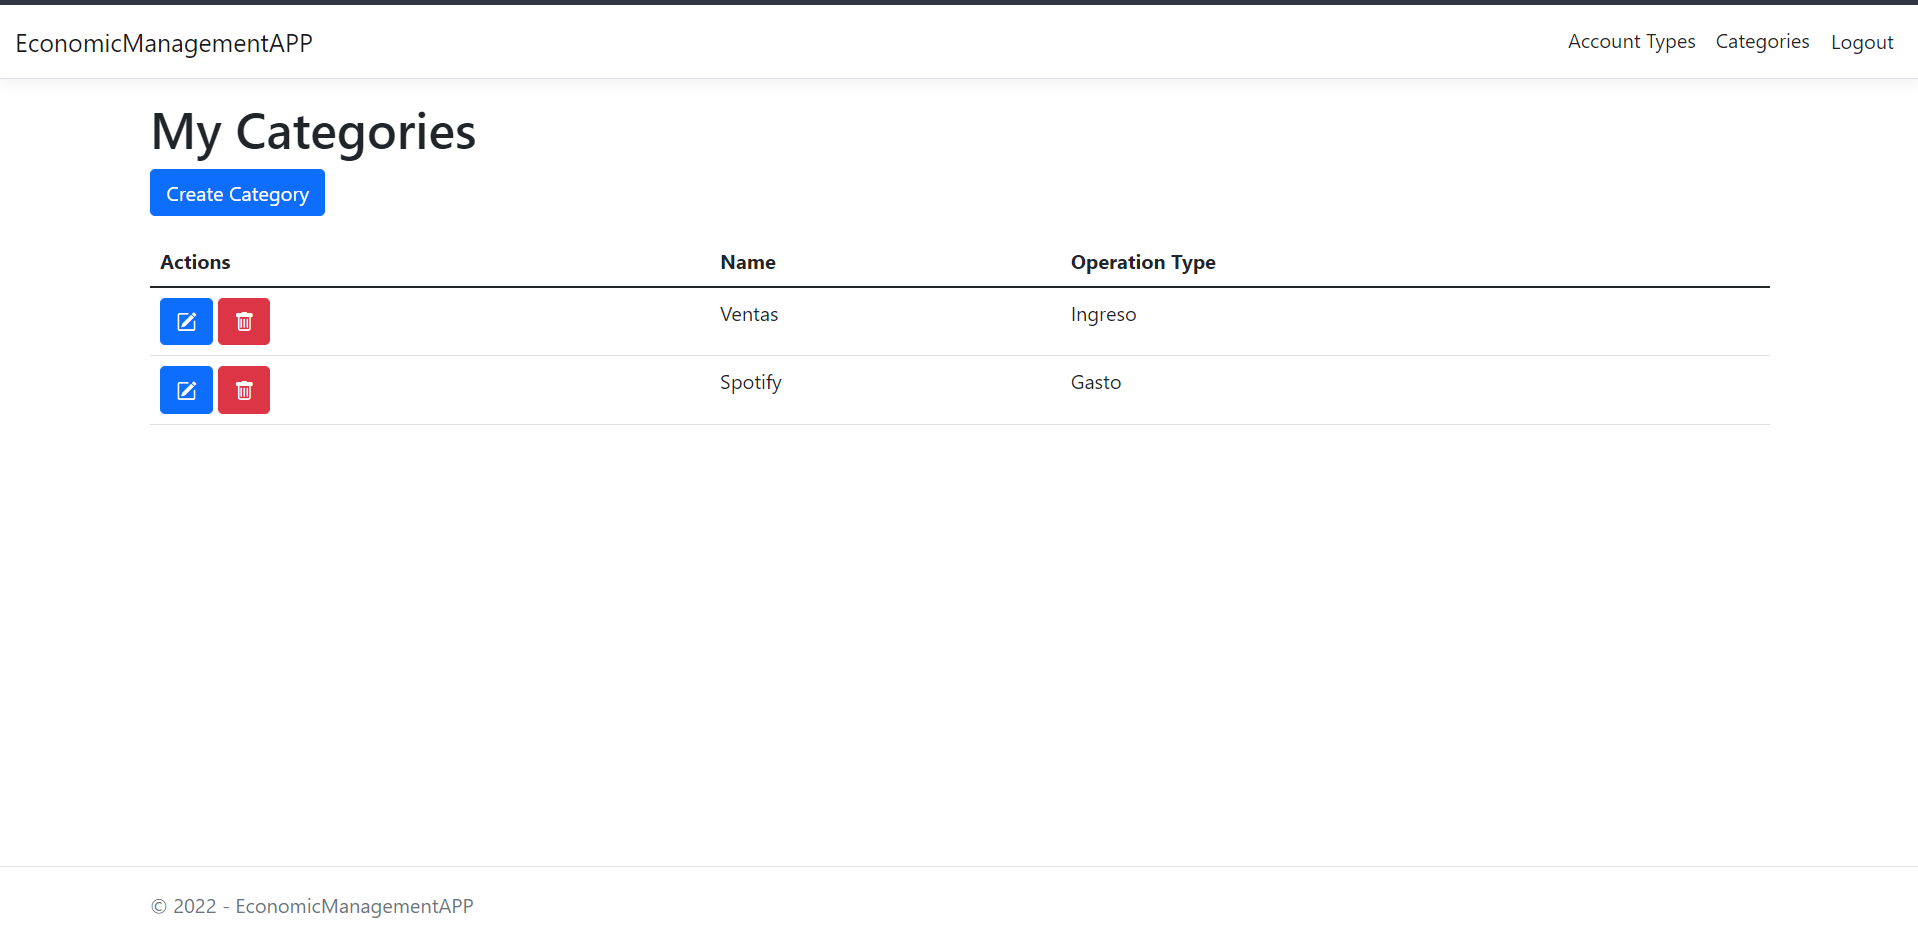 EconomicManagementAPP
Account Types Categories Logout
My Categories
Create Category
Actions Name Operation Type
Ventas Ingreso
Spotify Gasto
© 2022 - EconomicManagementAPP